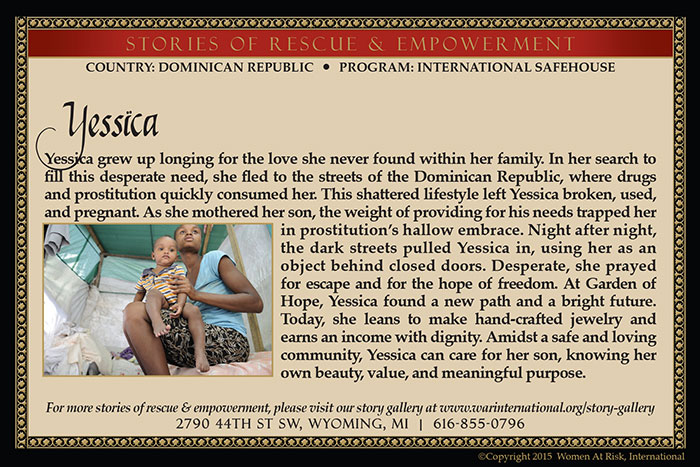 STORIES OF RESCUE & EMPOWERMENT
COUNTRY: DOMINICAN REPUBLIC • PROGRAM: INTERNATIONAL SAFEHOUSE
Yessica
Yessica grew up longing for the love she never found within her family. In her search to
fill this desperate need, she fled to the streets of the Dominican Republic, where drugs
and prostitution quickly consumed her. This shattered lifestyle left Yessica broken, used,
and pregnant. As she mothered her son, the weight of providing for his needs trapped her
in prostitution's hallow embrace. Night after night,
the dark streets pulled Yessica in, using her as an
object behind closed doors. Desperate, she prayed
for escape and for the hope of freedom. At Garden of
Hope, Yessica found a new path and a bright future.
Today, she leans to make hand-crafted jewelry and
earns an income with dignity. Amidst a safe and loving
community, Yessica can care for her son, knowing her
own beauty, value, and meaningful purpose.
For more stories of rescue & empowerment, please visit our story gallery at www.warinternational.org/story-gallery
2790 44TH ST SW, WYOMING, MI | 616-855-0796
©Copyright 2015 Women At Risk, International